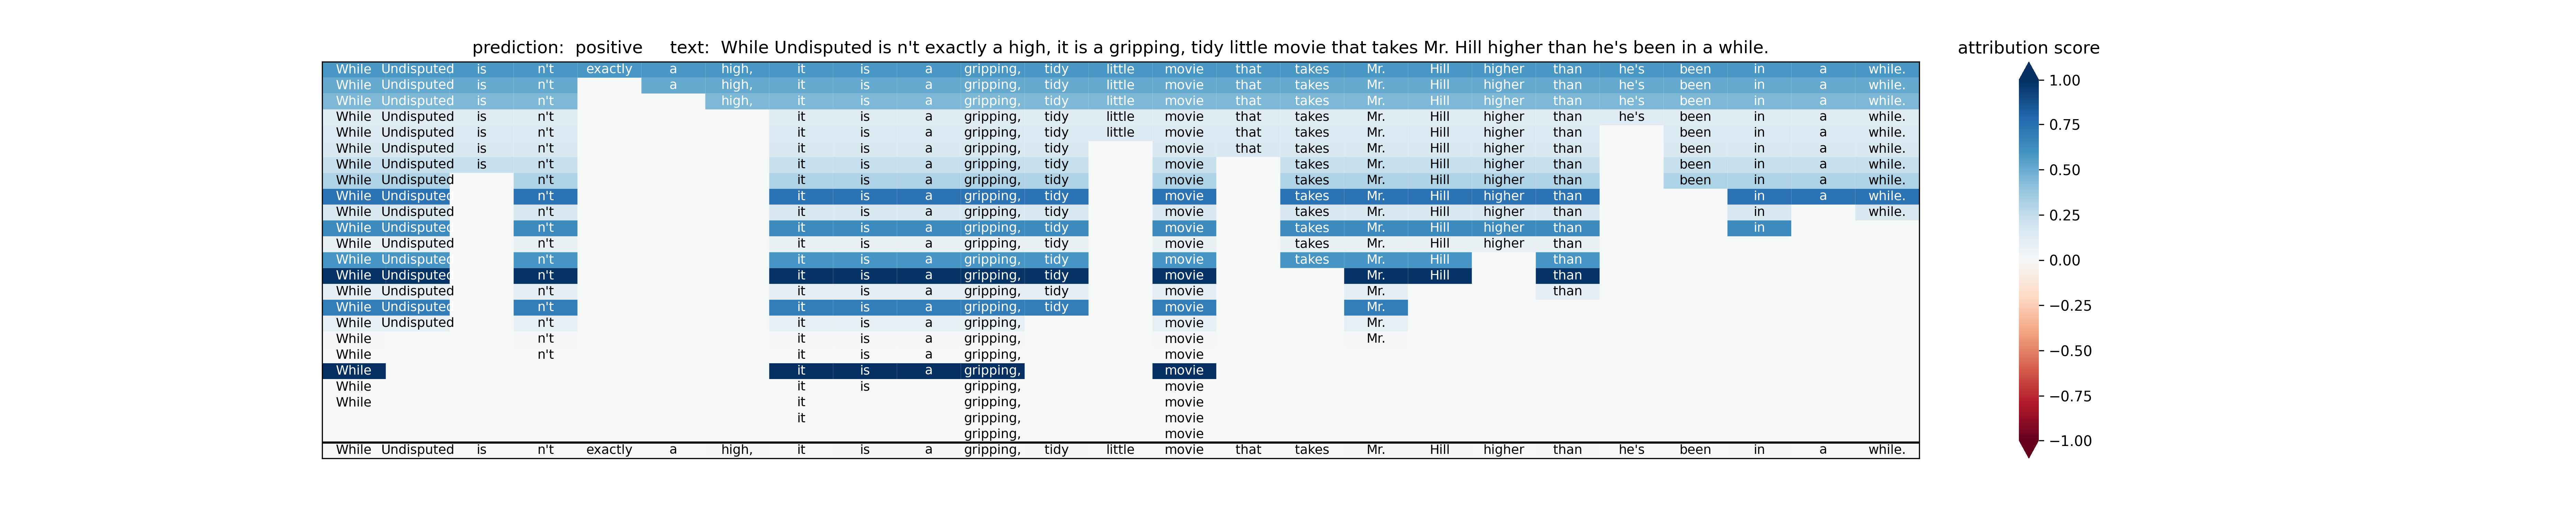 prediction: positive text: While Undisputed is n't exactly a high, it is a gripping, tidy little movie that takes Mr. Hill higher than he's been in a while.
attribution score
While Undisputed is n't exactly a high, it is a gripping, tidy little movie that takes Mr. Hill higher than he's been in a while.
While Undisputed is n't a high, it is a gripping, tidy little movie that takes Mr. Hill higher than he's been in a while.
While Undisputed is n't high, it is a gripping, tidy little movie that takes Mr. Hill higher than he's been in a while.
While Undisputed is n't it is a gripping, tidy little movie that takes Mr. Hill higher than he's been in a while.
While Undisputed is n't it is a gripping, tidy little movie that takes Mr. Hill higher than been in a while.
While Undisputed is n't it is a gripping, tidy movie that takes Mr. Hill higher than been in a while.
While Undisputed is n't it is a gripping, tidy movie takes Mr. Hill higher than been in a while.
While Undisputed n't it is a gripping, tidy movie takes Mr. Hill higher than been in a while.
While Undisputed n't it is a gripping, tidy movie takes Mr. Hill higher than in a while.
While Undisputed n't it is a gripping, tidy movie takes Mr. Hill higher than in while.
While Undisputed n't it is a gripping, tidy movie takes Mr. Hill higher than in
While Undisputed n't it is a gripping, tidy movie takes Mr. Hill higher than
While Undisputed n't it is a gripping, tidy movie takes Mr. Hill than
While Undisputed n't it is a gripping, tidy movie Mr. Hill than
While Undisputed n't it is a gripping, tidy movie Mr. than
While Undisputed n't it is a gripping, tidy movie Mr.
While Undisputed n't it is a gripping, movie Mr.
While n't it is a gripping, movie Mr.
While n't it is a gripping, movie
While it is a gripping, movie
While it is gripping, movie
While it gripping, movie
it gripping, movie
gripping, movie
While Undisputed is n't exactly a high, it is a gripping, tidy little movie that takes Mr. Hill higher than he's been in a while.
1.00
0.75
0.50
0.25
0.00
−0.25
−0.50
−0.75
−1.00